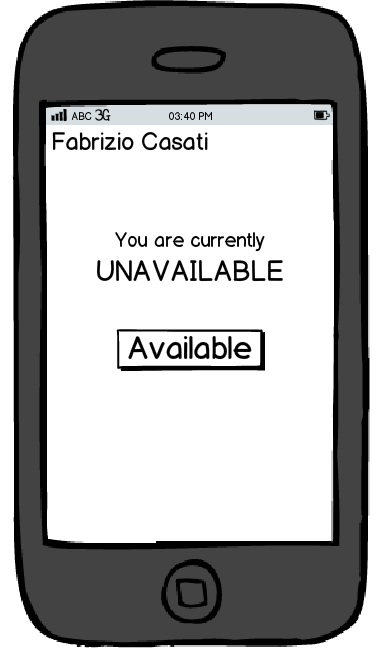 ABC 3G 03:40 PM
Fabrizio Casati
You are currently
UNAVAILABLE
Available